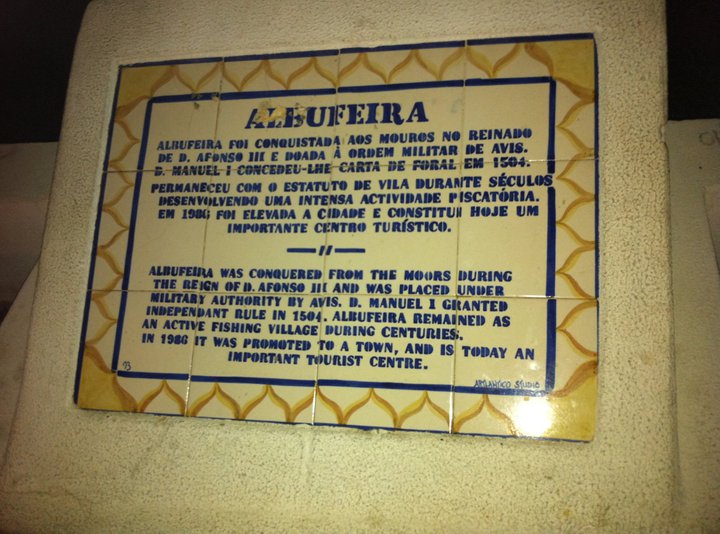 ALBUFEIRA
ALBUFEIRA FOI CONQUISTADA AOS MOUROS NO REINADO
DE D. AFONSO III E DOADA À ORDEM MILITAR DE AVIS.
D. MANUEL I CONCEDEU-LHE CARTA DE FORAL EM 1504.
PERMANECEU COM O ESTATUTO DE VILA DURANTE SÉCULOS
DESENVOLVENDO UMA INTENSA ACTIVIDADE PISCATÓRIA.
EM 1986 FOI ELEVADA A CIDADE E CONSTITUI HOJE UM
IMPORTANTE CENTRO TURÍSTICO.
ALBUFEIRA WAS CONQUERED FROM THE MOORS DURING
THE REIGN OF D. AFONSO III AND WAS PLACED UNDER
MILITARY AUTHORITY BY AVIS. D. MANUEL I GRANTED
INDEPENDANT RULE IN 1504. ALBUFEIRA REMAINED AS
AN ACTIVE FISHING VILLAGE DURING CENTURIES.
IN 1986 IT WAS PROMOTED TO A TOWN, AND IS TODAY AN
IMPORTANT TOURIST CENTRE.
STUDIO